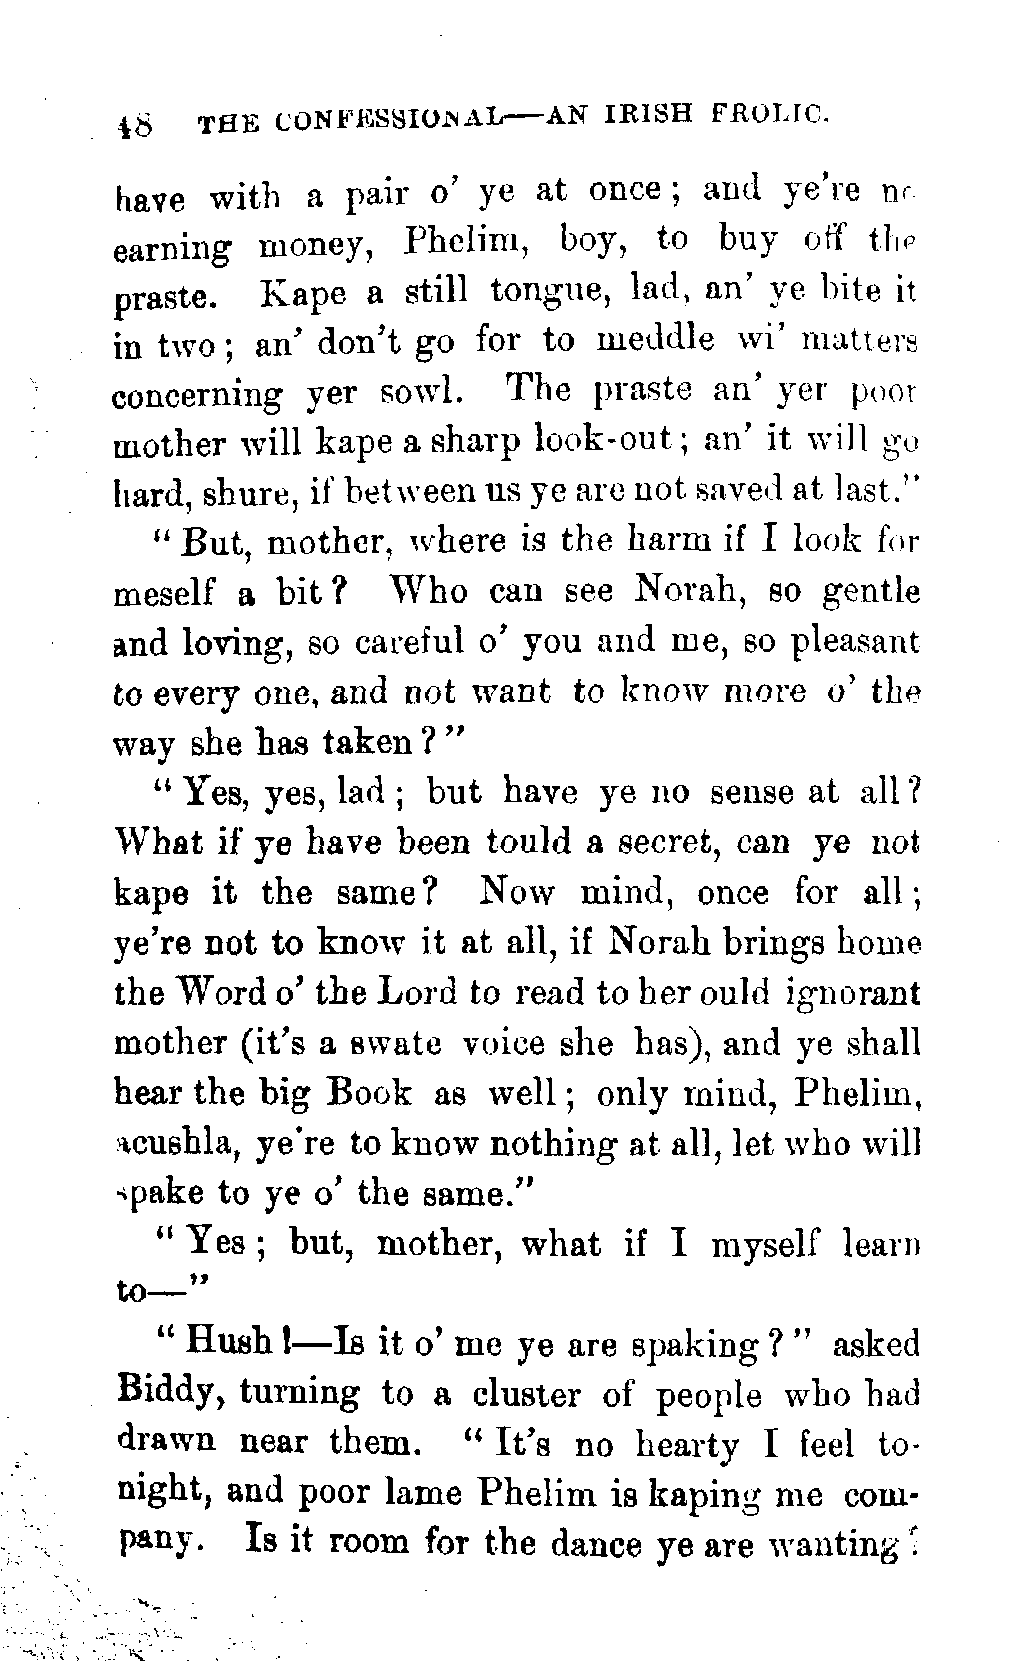 48 THE CONFESSIONAL—AN IRISH FROLIC.
have with a pair o' ye at once; and ye're
earning money, Phelim, boy, to buy off the
praste. Kape a still tongue, lad, an' ye bite it
in two; an' don't go for to meddle wi' matters
concerning yer sowl. The praste an' yer poor
mother will kape a sharp look-out; an' it will go
hard, shure, if between us ye are not saved at last."
"But, mother, where is the harm if I look for
meself a bit? Who can see Norah, so gentle
and loving, so careful o' you and me, so pleasant
to every one, and not want to know more o' the
way she has taken?"
"Yes, yes, lad; but have ye no sense at all?
What if ye have been tould a secret, can ye not
kape it the same? Now mind, once for all;
ye're not to know it at all, if Norah brings home
the Word o' the Lord to read to her ould ignorant
mother (it's a swate voice she has), and ye shall
hear the big Book as well; only mind, Phelim,
acushla, ye're to know nothing at all, let who will
spake to ye o' the same."
"Yes; but, mother, what if I myself learn
to—"
"Hush!—Is it o' me ye are spaking?" asked
Biddy, turning to a cluster of people who had
drawn near them. "It's no hearty I feel to-
night, and poor lame Phelim is kaping me com-
pany. Is it room for the dance ye are wanting?